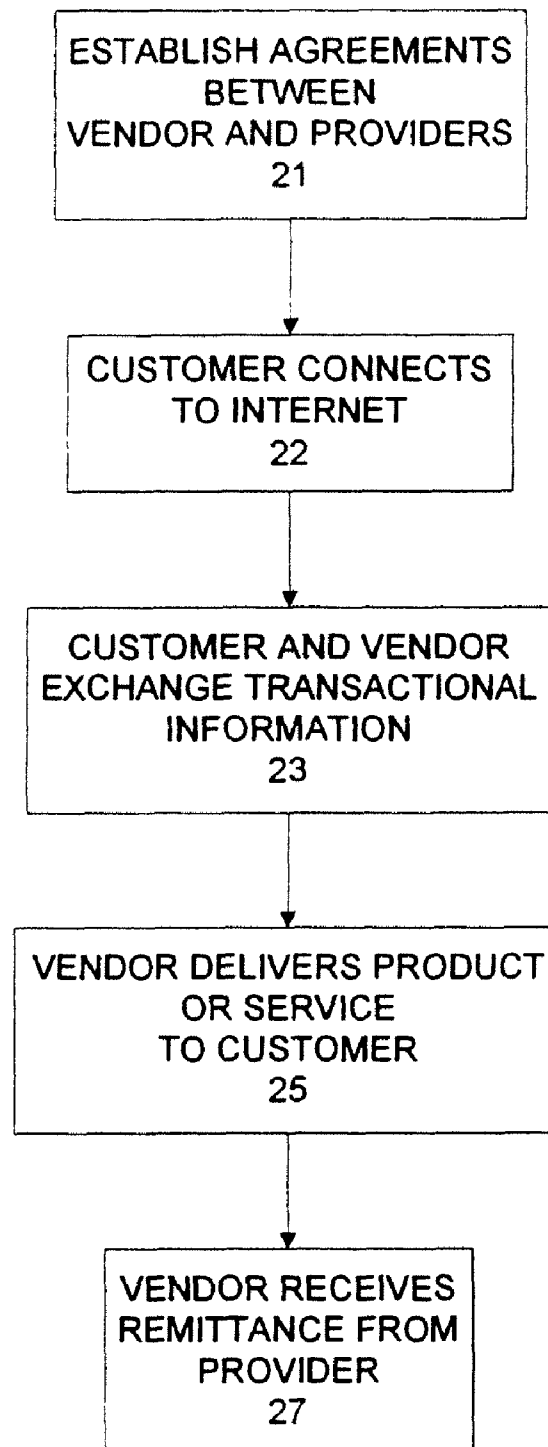 ESTABLISH AGREEMENTS
BETWEEN
VENDOR AND PROVIDERS
21
CUSTOMER CONNECTS
TO INTERNET
22
CUSTOMER AND VENDOR
EXCHANGE TRANSACTIONAL
INFORMATION
23
VENDOR DELIVERS PRODUCT
OR SERVICE
TO CUSTOMER
25
VENDOR RECEIVES
REMITTANCE FROM
PROVIDER
27